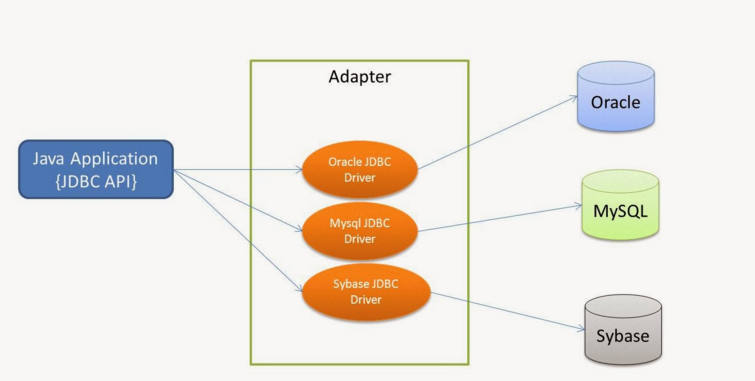 Adapter
Java Application
{JDBC API}
Oracle JDBC
Driver
Mysql JDBC
Driver
Sybase JDBC
Driver
Oracle
MySQL
Sybase